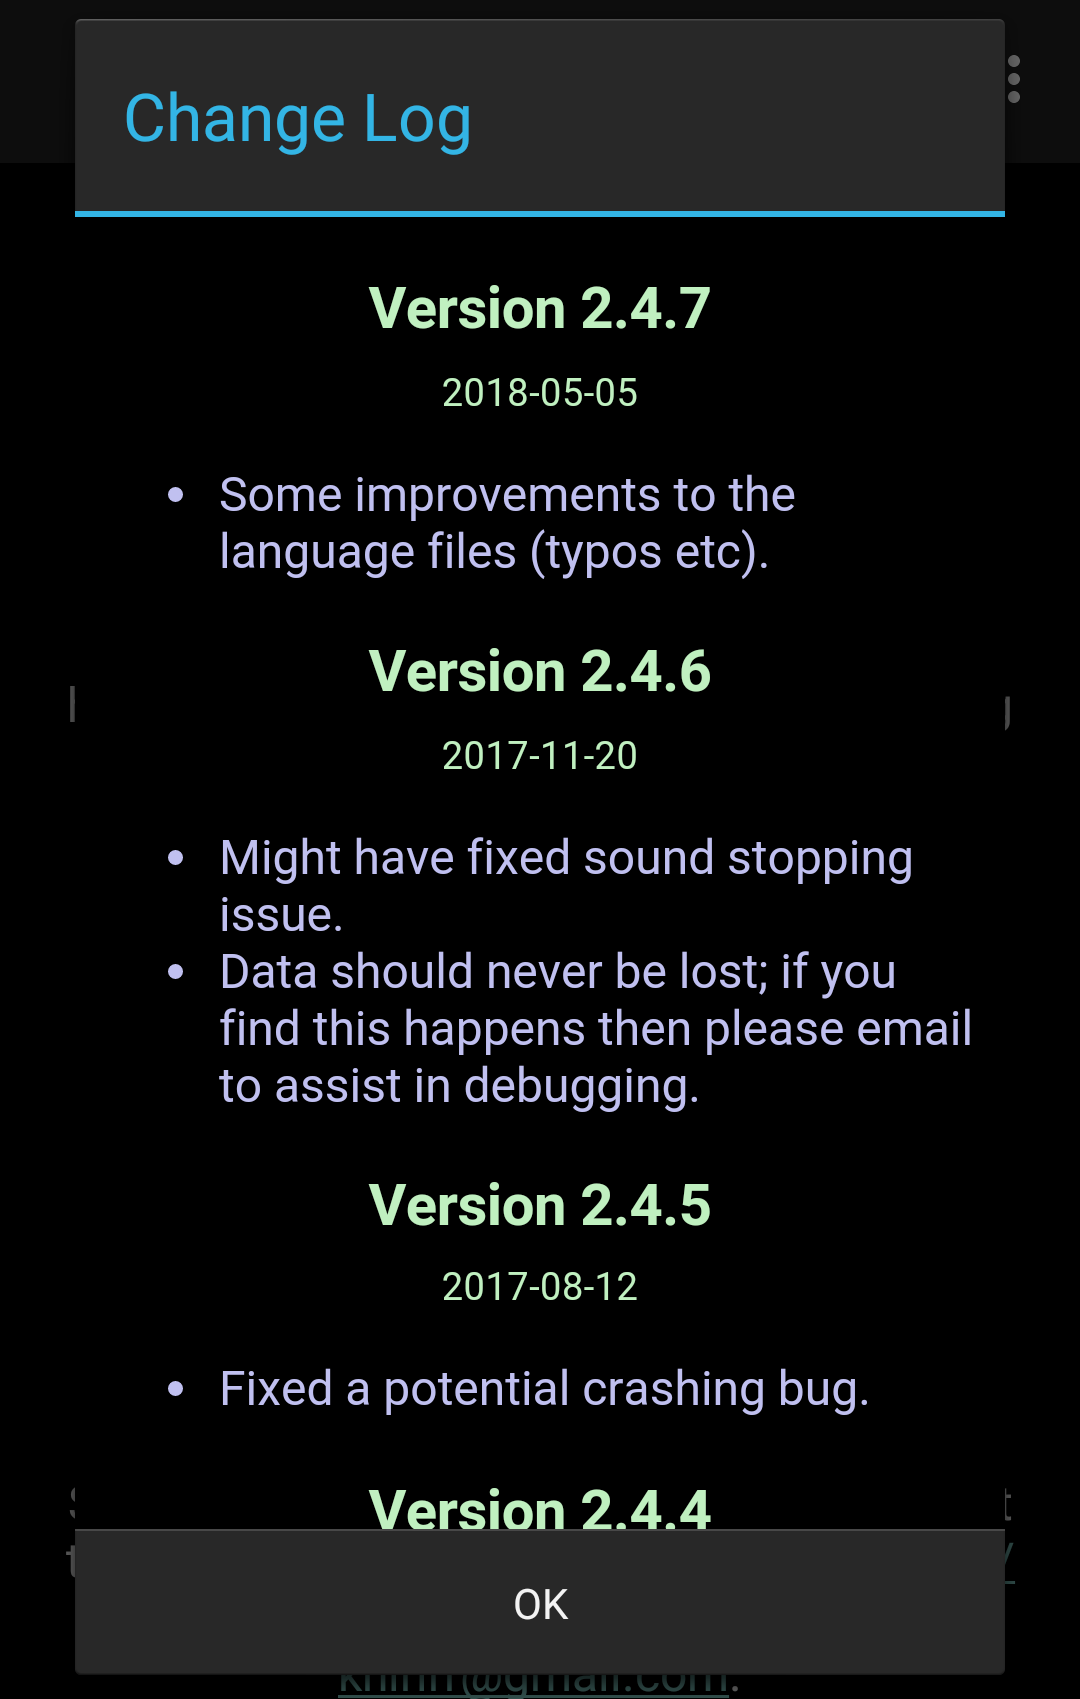 Change Log
Version 2.4.7
2018-05-05
• Some improvements to the
language files (typos etc).
Version 2.4.6
2017-11-20
• Might have fixed sound stopping
issue.
• Data should never be lost; if you
find this happens then please email
to assist in debugging.
Version 2.4.5
2017-08-12
• Fixed a potential crashing bug.
Version 2.4.4
OK